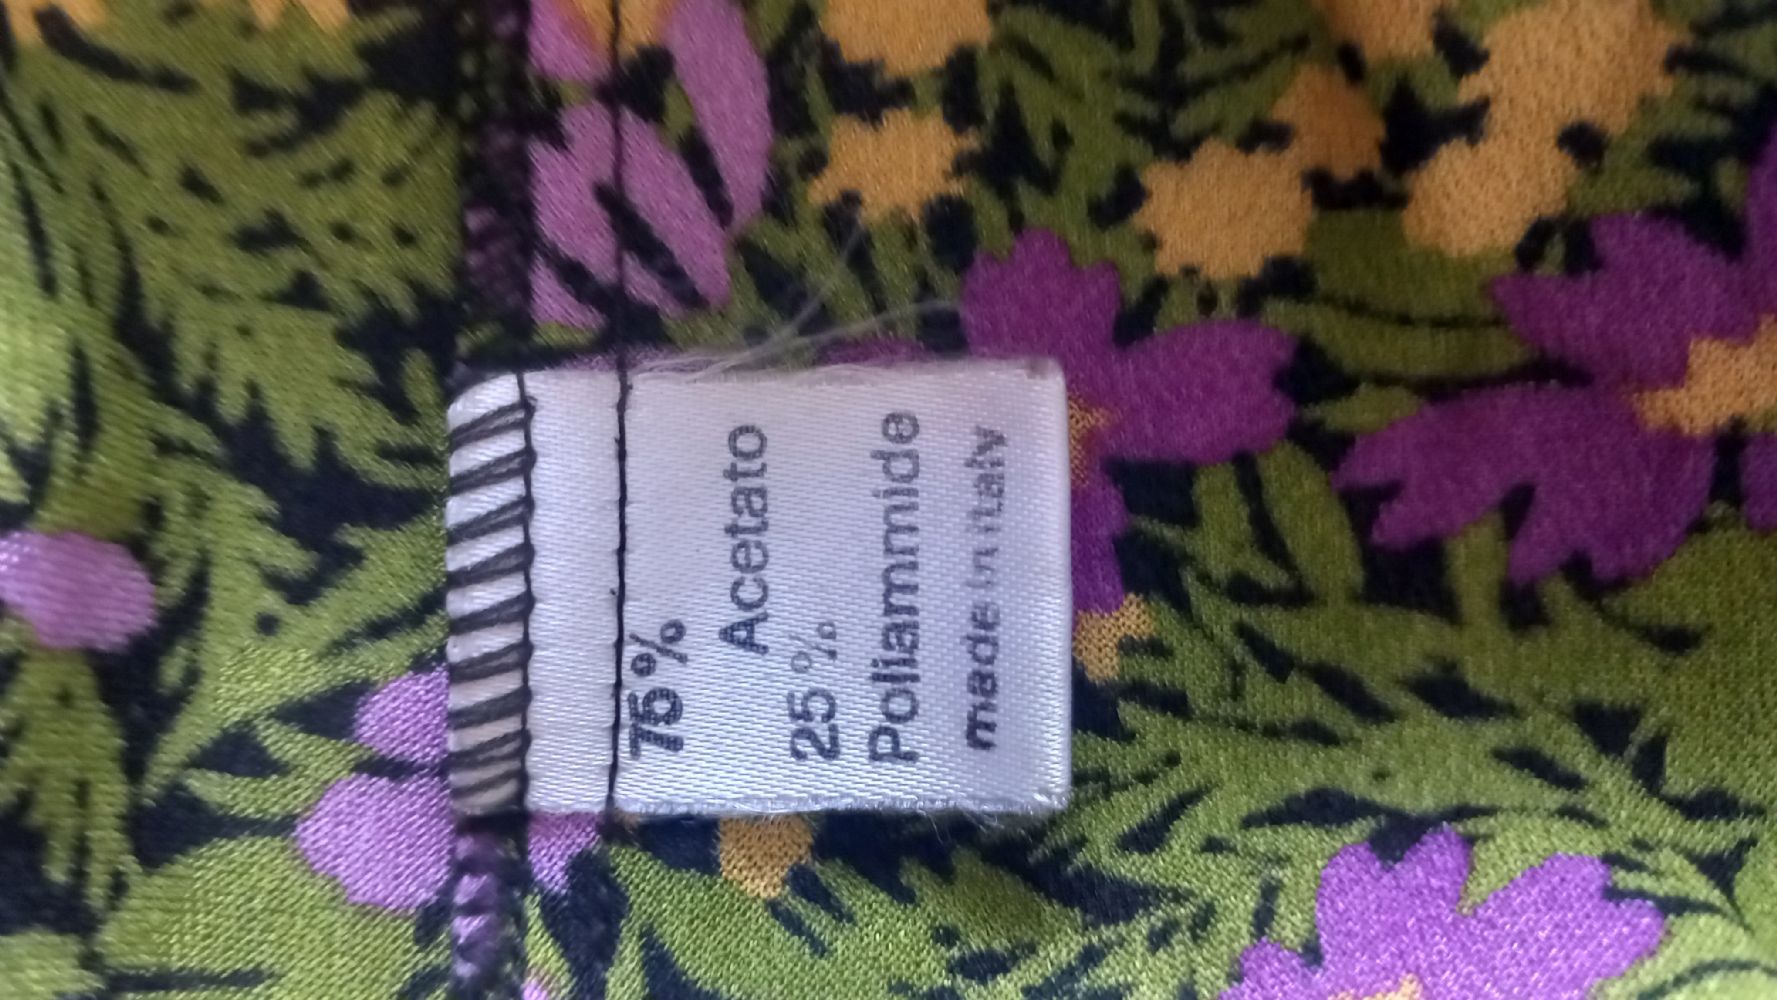 75%
Acetato
25%
Poliammide
made in italy